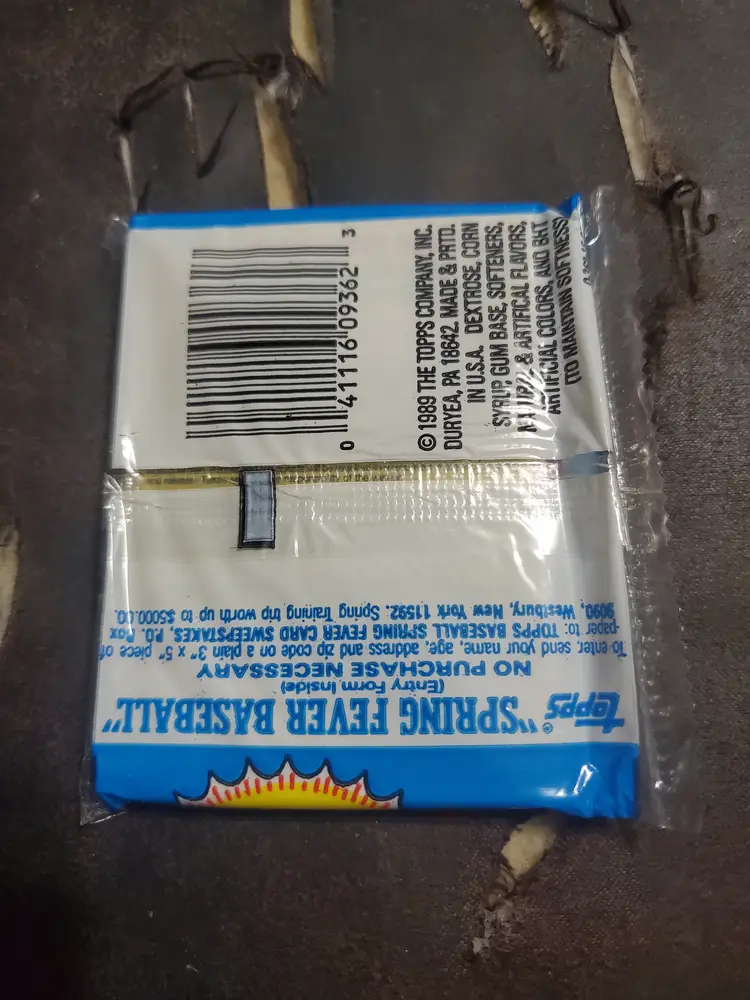 0 41116 09362 3
© 1989 THE TOPPS COMPANY, INC.
DURYEA, PA 18642. MADE & PRTD.
IN U.S.A. DEXTROSE, CORN
SYRUP, GUM BASE, SOFTENERS,
NATURAL & ARTIFICAL FLAVORS,
ARTIFICIAL COLORS, AND BHT
(TO MAINTAIN SOFTNESS)
topps "SPRING FEVER BASEBALL"
(Entry Form Inside)
NO PURCHASE NECESSARY
To enter, send your name, age, address and zip code on a plain 3" x 5" piece of
paper to: TOPPS BASEBALL SPRING FEVER CARD SWEEPSTAKES, P.O. Box
9090, Westbury, New York 11592. Spring Training trip worth up to $5000.00.